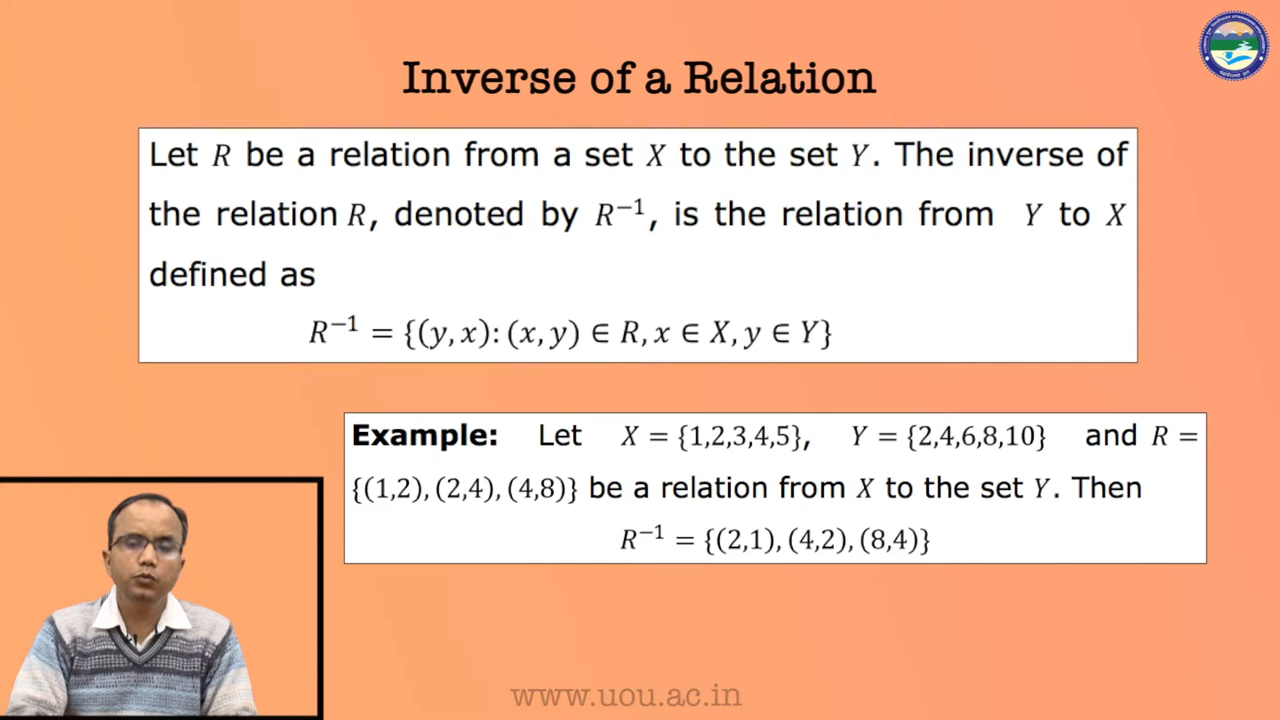 Inverse of a Relation
Let R be a relation from a set X to the set Y. The inverse of
the relation R, denoted by R⁻¹, is the relation from Y to X
defined as
R⁻¹ = {(y, x): (x, y) ∈ R, x ∈ X, y ∈ Y}
Example: Let X = {1,2,3,4,5}, Y = {2,4,6,8,10} and R =
{(1,2), (2,4), (4,8)} be a relation from X to the set Y. Then
R⁻¹ = {(2,1), (4,2), (8,4)}
www.uou.ac.in